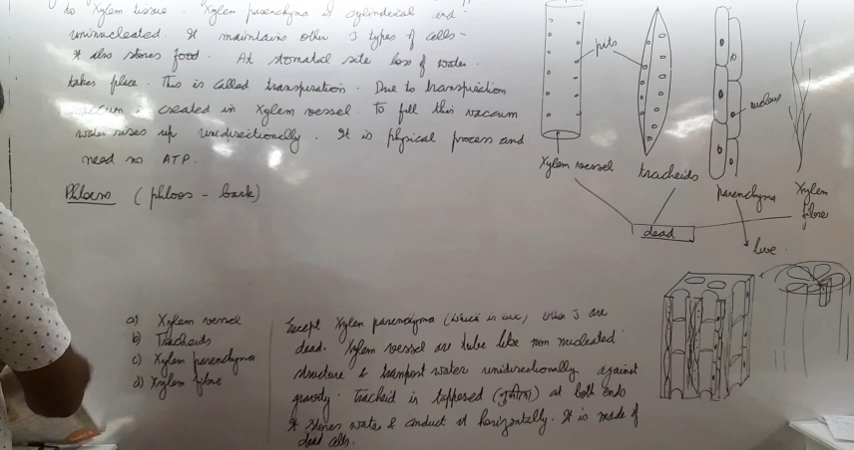 to Xylem tissue. Xylem parenchyma is cylinderical and
uninucleated. It maintains other 3 types of cells-
It also stores food. At stomatal site loss of water.
takes place. This is called transpiration. Due to transpiration
vacuum is created in Xylem vessel. To fill this vacuum
water rises up unidirectionally. It is physical process and
need no ATP.
Phloem (phloos - bark)
pits
nucleus
Xylem vessel
tracheids
parenchyma
Xylem
fibre
dead
live
a) Xylem vessel
b) Tracheids
c) Xylem parenchyma
d) Xylem fibre
Except Xylem parenchyma (which is live) other 3 are
dead. Xylem vessel are tube like non nucleated
structure & transport water unidirectionally against
gravity. Tracheid is tappered at both ends
It stores water & conduct it horizontally. It is made of
dead cells.